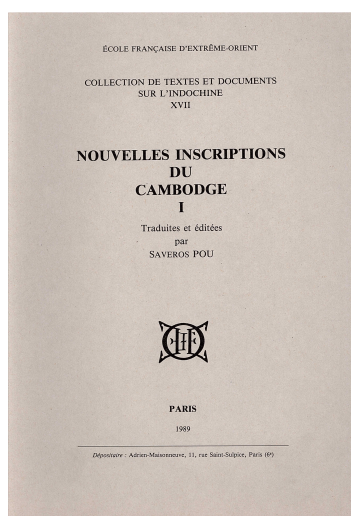 ÉCOLE FRANÇAISE D'EXTRÊME-ORIENT
COLLECTION DE TEXTES ET DOCUMENTS
SUR L'INDOCHINE
XVII
NOUVELLES INSCRIPTIONS
DU
CAMBODGE
I
Traduites et éditées
par
SAVEROS POU
PARIS
1989
Dépositaire : Adrien-Maisonneuve, 11, rue Saint-Sulpice, Paris (6e)